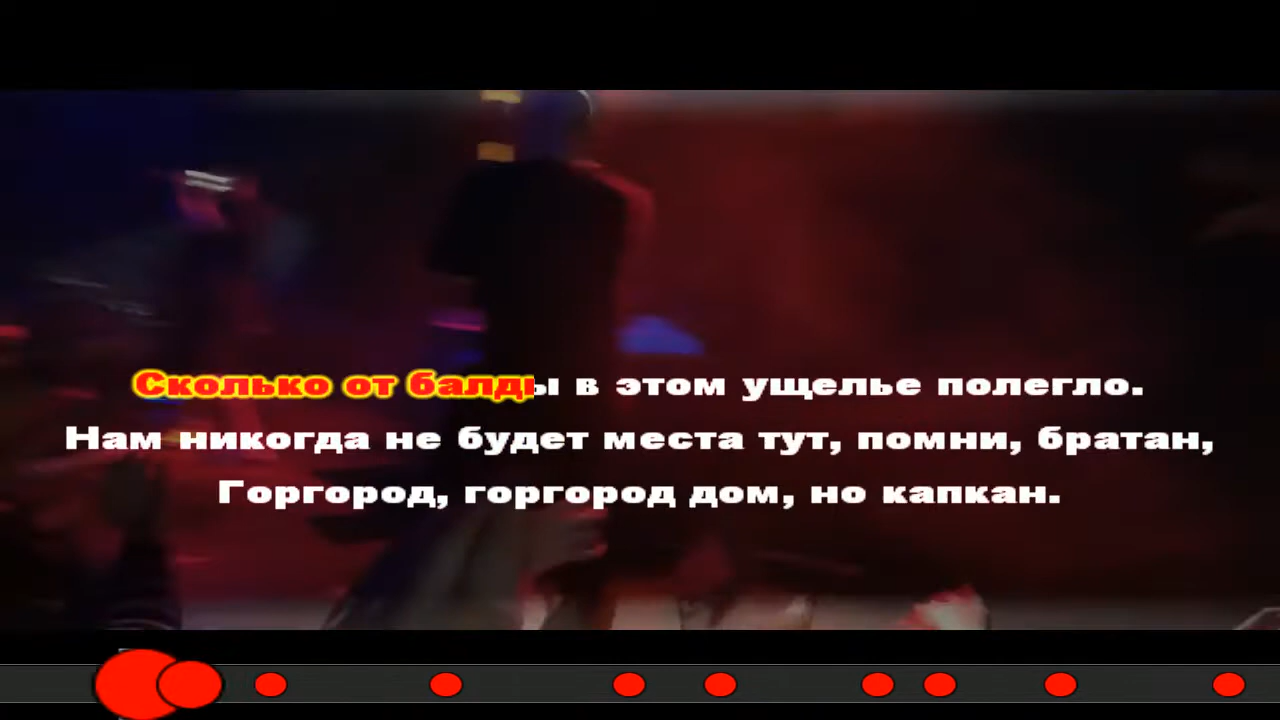 Сколько от балды в этом ущелье полегло.
Нам никогда не будет места тут, помни, братан,
Горгород, горгород дом, но капкан.